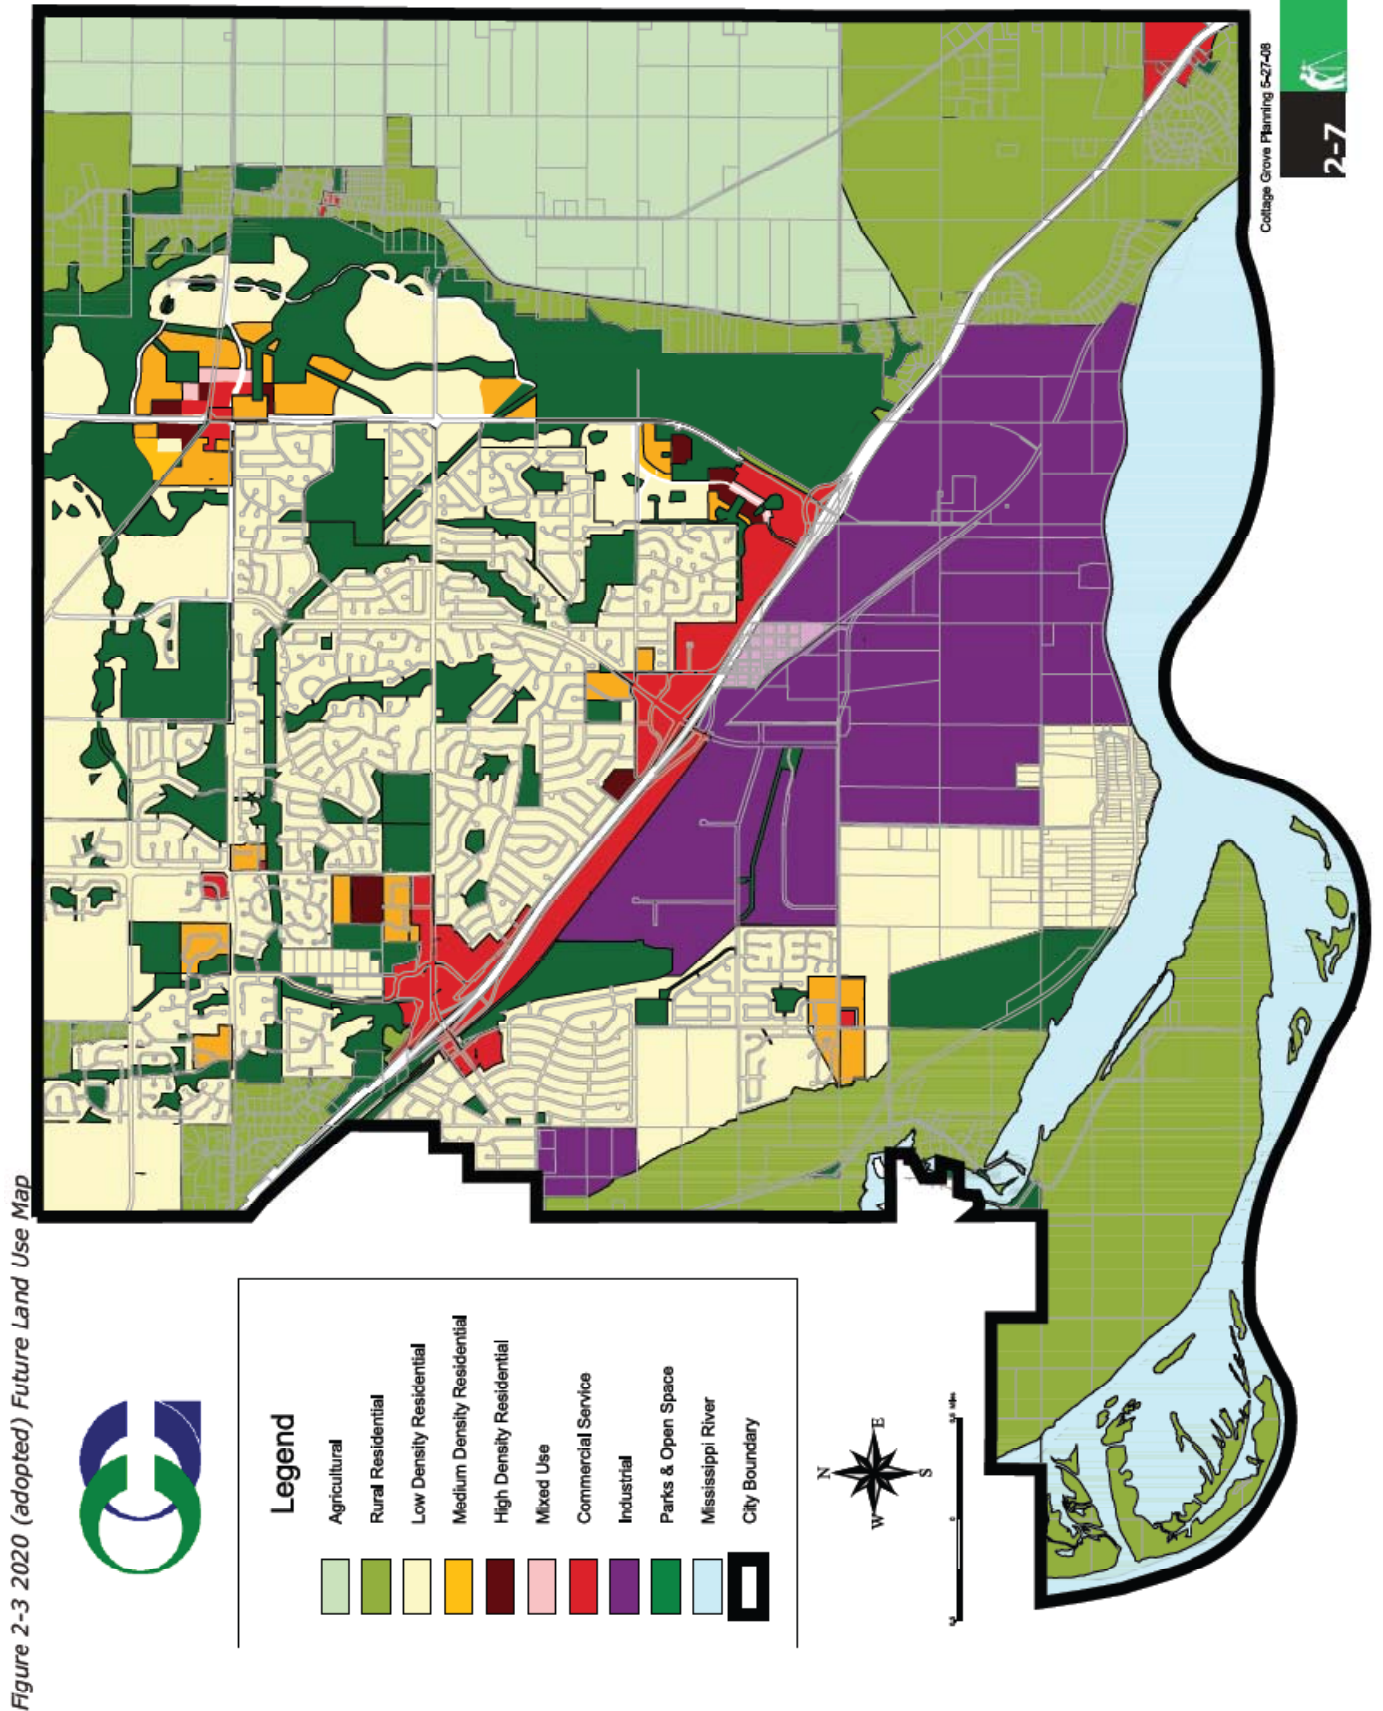 Figure 2-3 2020 (adopted) Future Land Use Map
Legend
Agricultural
Rural Residential
Low Density Residential
Medium Density Residential
High Density Residential
Mixed Use
Commercial Service
Industrial
Parks & Open Space
Mississippi River
City Boundary
N
W
E
S
0
Cottage Grove Planning 5-27-08
2-7